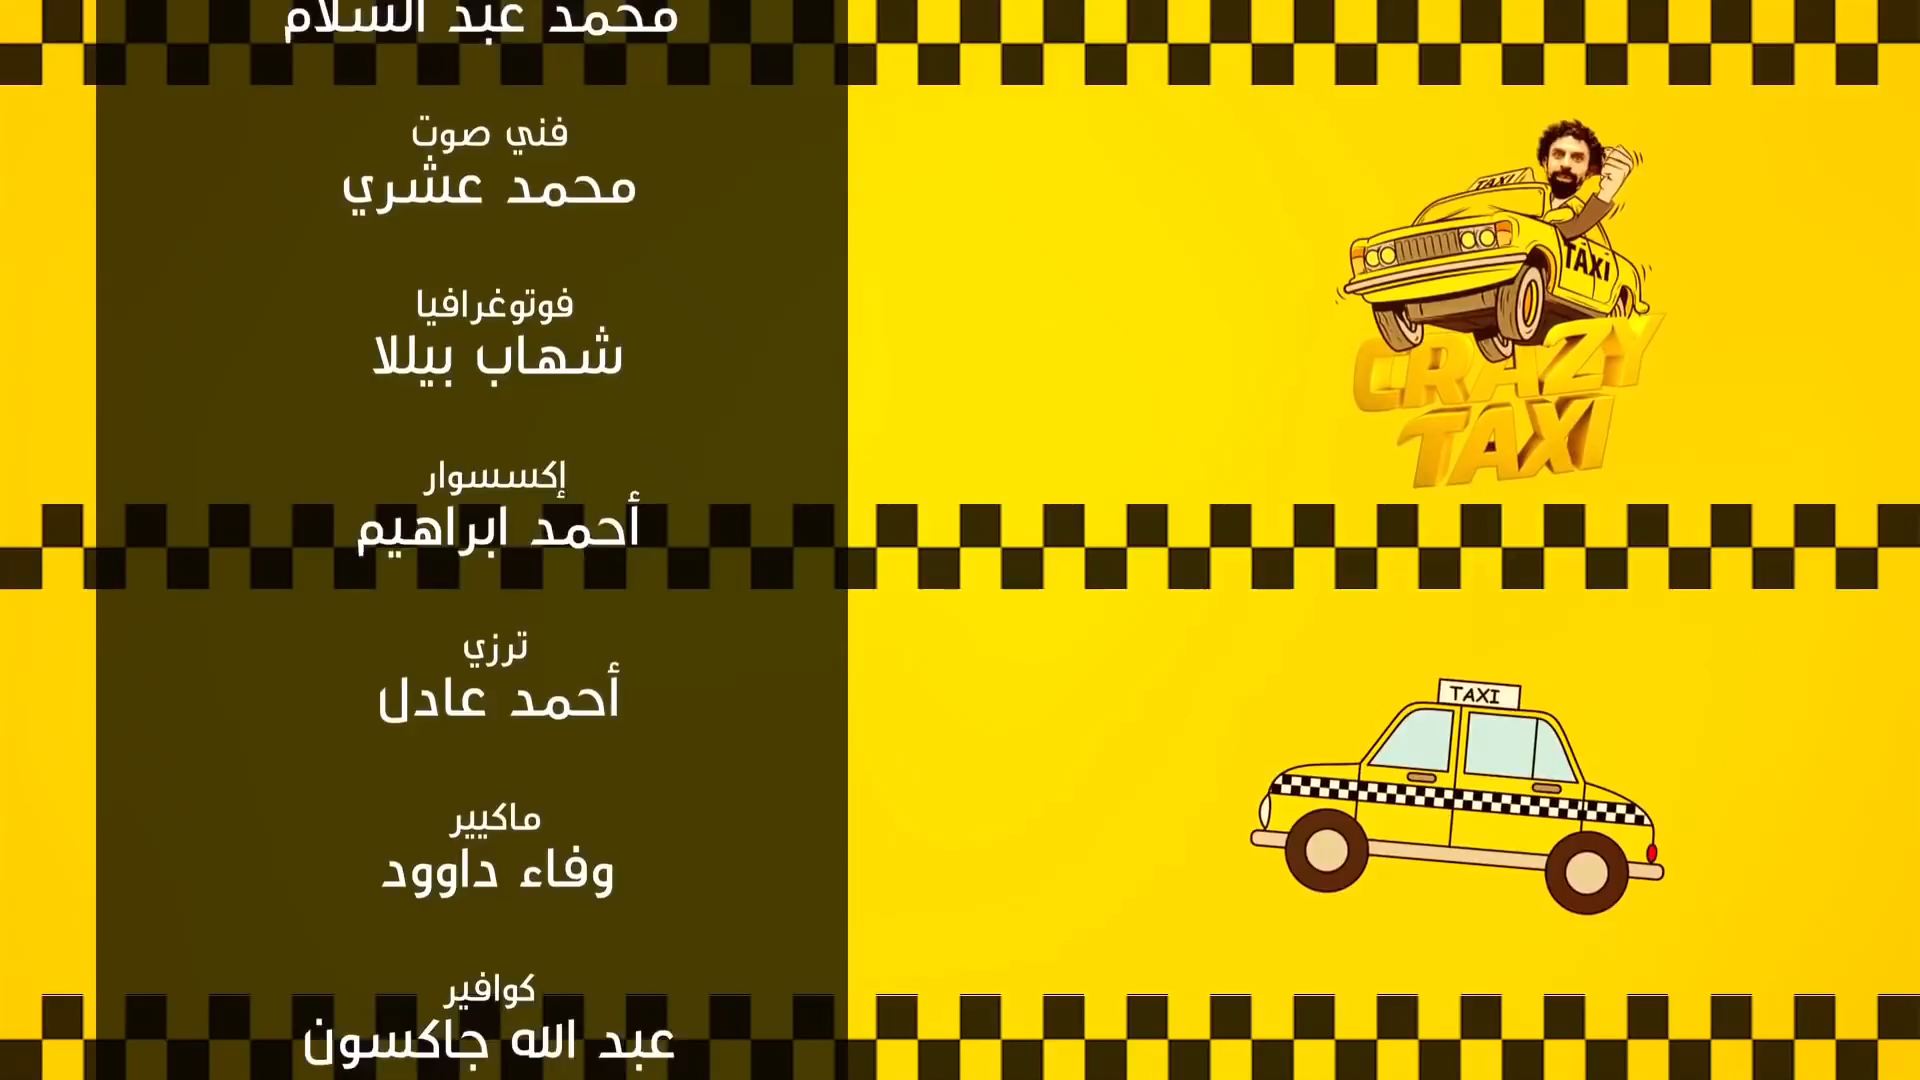 محمد عبد السلام
فني صوت
محمد عشري
فوتوغرافيا
شهاب بيللا
إكسسوار
أحمد ابراهيم
ترزي
أحمد عادل
ماكيير
وفاء داوود
كوافير
عبد الله جاكسون
TAXI
TAXI
CRAZY
TAXI
TAXI